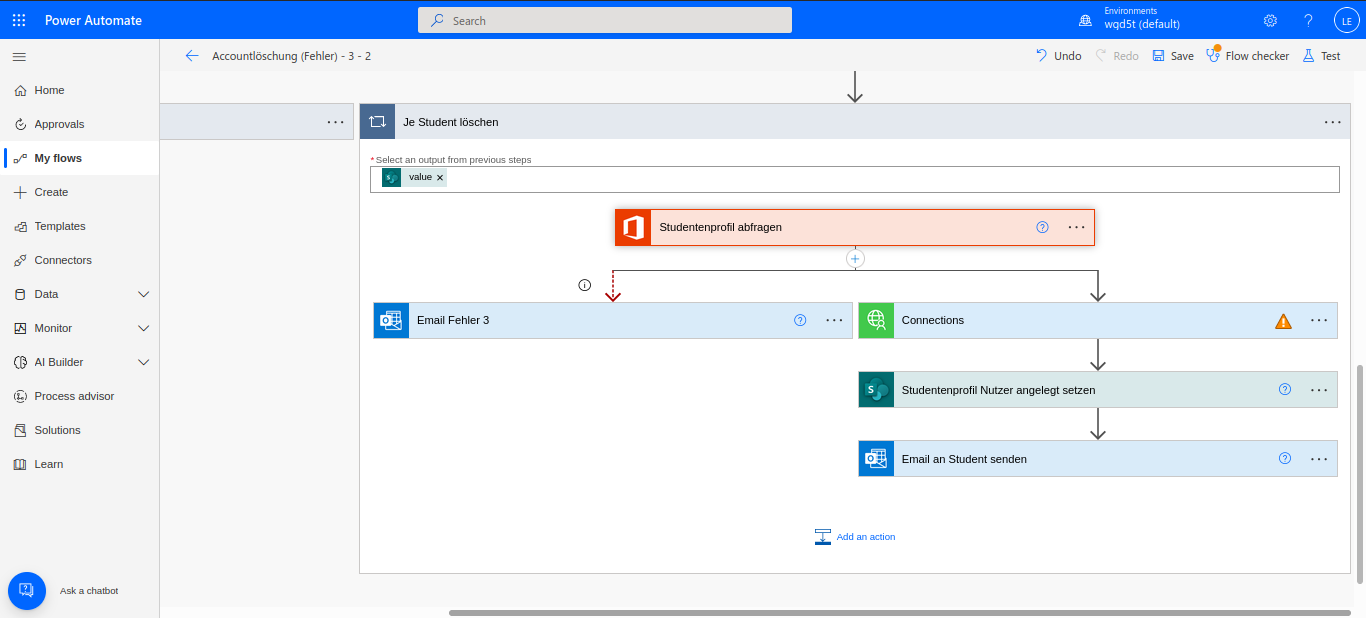 Power Automate
Search
Environments
wqd5t (default)
LE
Accountlöschung (Fehler) - 3 - 2
Undo
Redo
Save
Flow checker
Test
Home
Approvals
My flows
Create
Templates
Connectors
Data
Monitor
AI Builder
Process advisor
Solutions
Learn
Ask a chatbot
Je Student löschen
* Select an output from previous steps
value
Studentenprofil abfragen
Email Fehler 3
Connections
Studentenprofil Nutzer angelegt setzen
Email an Student senden
Add an action